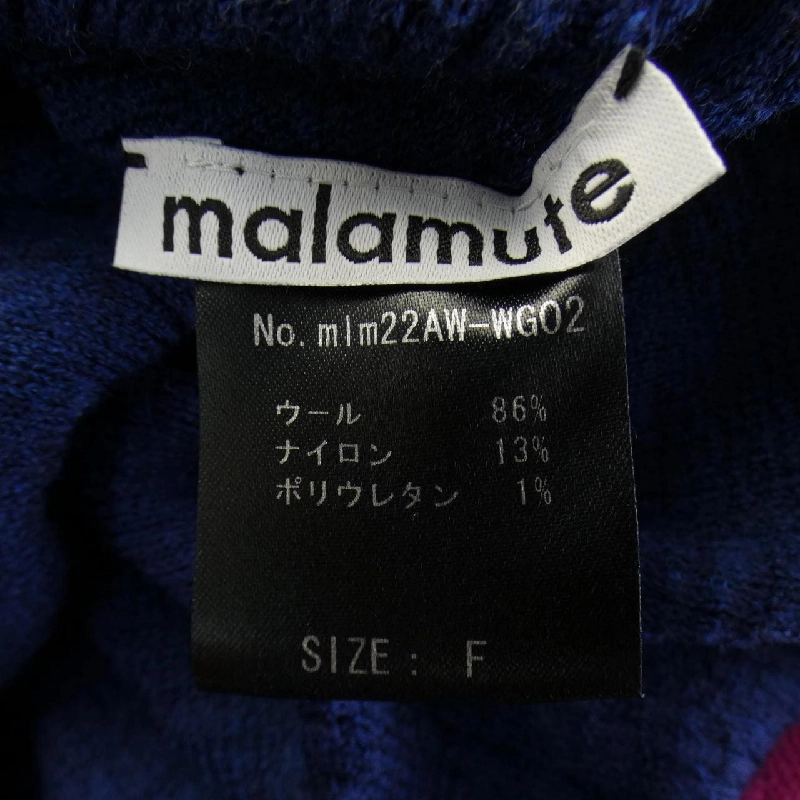 malamute
No. mlm22AW-WG02
ウール 86%
ナイロン 13%
ポリウレタン 1%
SIZE: F